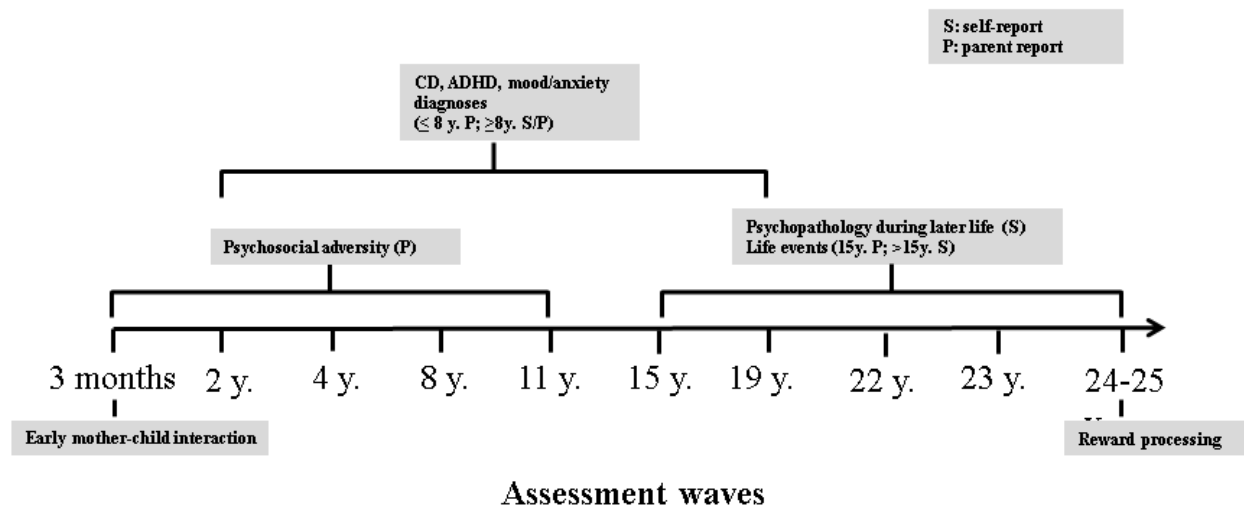 S: self-report
P: parent report
CD, ADHD, mood/anxiety
diagnoses
(≤ 8 y. P; ≥8y. S/P)
Psychosocial adversity (P)
Psychopathology during later life (S)
Life events (15y. P; >15y. S)
3 months 2 y. 4 y. 8 y. 11 y. 15 y. 19 y. 22 y. 23 y. 24-25
Early mother-child interaction
Reward processing
Assessment waves